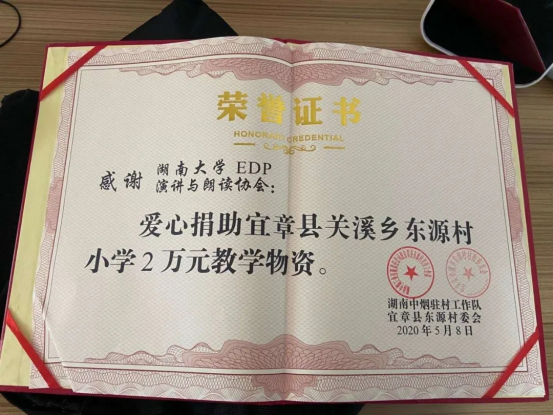 荣誉证书
HONORARY CREDENTIAL
感谢 湖南大学 EDP
演讲与朗读协会：
爱心捐助宜章县关溪乡东源村
小学2万元教学物资。
湖南中烟驻村工作队
宜章县东源村委会
2020年5月8日